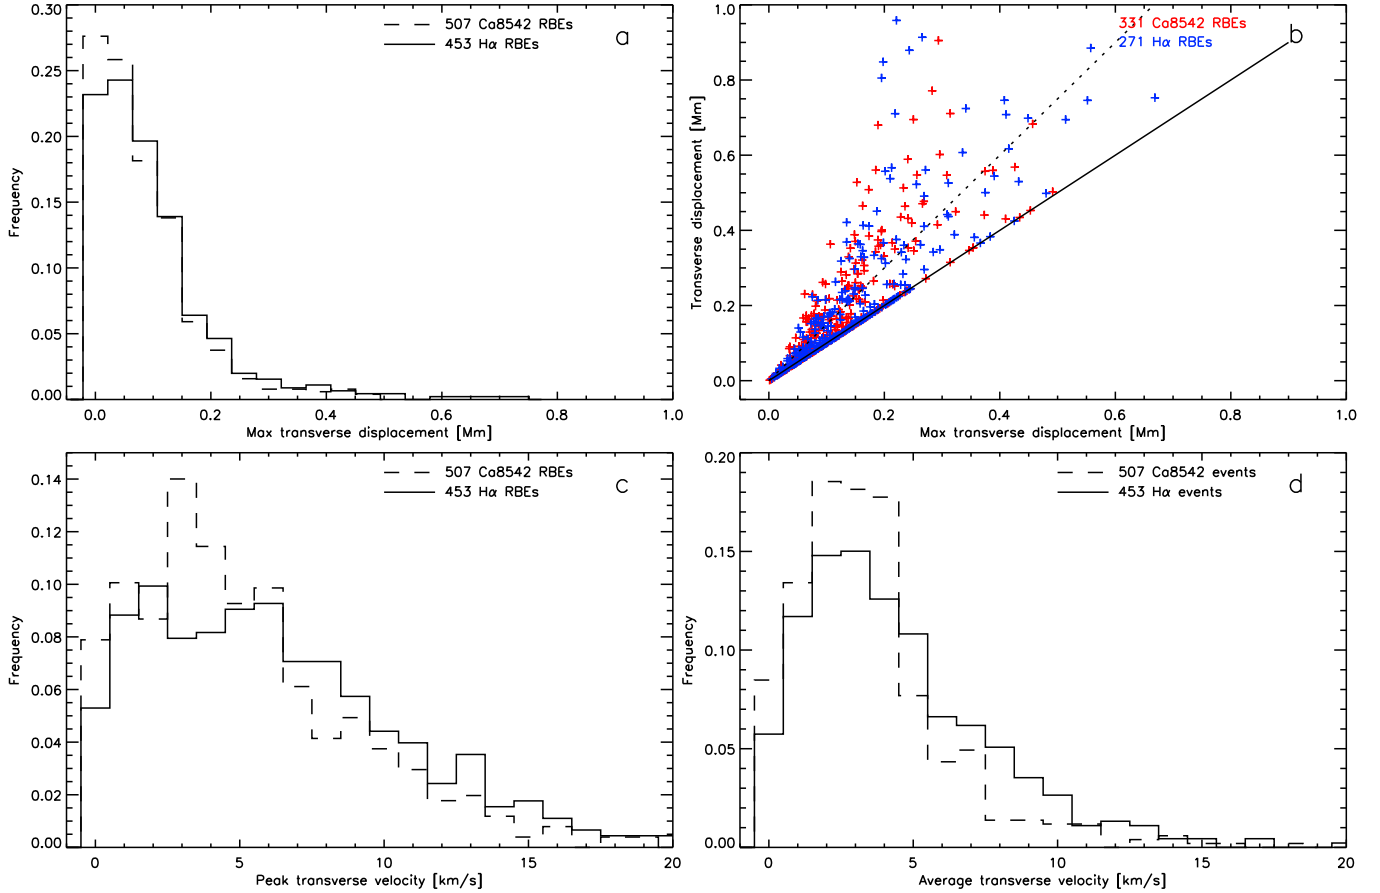 0.30
0.25
0.20
0.15
0.10
0.05
0.00
Frequency
507 Ca8542 RBEs
453 Hα RBEs
a
0.0 0.2 0.4 0.6 0.8 1.0
Max transverse displacement [Mm]
1.0
0.8
0.6
0.4
0.2
0.0
Transverse displacement [Mm]
331 Ca8542 RBEs
271 Hα RBEs
b
0.0 0.2 0.4 0.6 0.8 1.0
Max transverse displacement [Mm]
0.14
0.12
0.10
0.08
0.06
0.04
0.02
0.00
Frequency
507 Ca8542 RBEs
453 Hα RBEs
c
0 5 10 15 20
Peak transverse velocity [km/s]
0.20
0.15
0.10
0.05
0.00
Frequency
507 Ca8542 events
453 Hα events
d
0 5 10 15 20
Average transverse velocity [km/s]